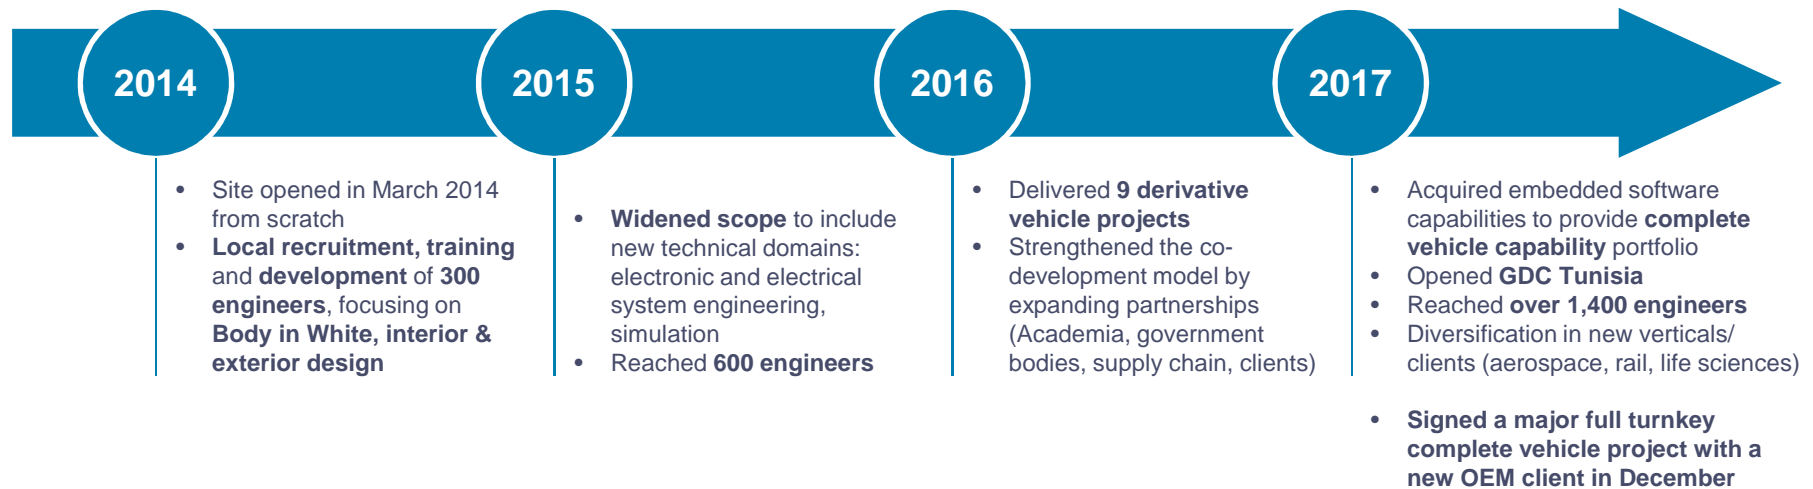 2014
2015
2016
2017
• Site opened in March 2014
from scratch
• Local recruitment, training
and development of 300
engineers, focusing on
Body in White, interior &
exterior design
• Widened scope to include
new technical domains:
electronic and electrical
system engineering,
simulation
• Reached 600 engineers
• Delivered 9 derivative
vehicle projects
• Strengthened the co-
development model by
expanding partnerships
(Academia, government
bodies, supply chain, clients)
• Acquired embedded software
capabilities to provide complete
vehicle capability portfolio
• Opened GDC Tunisia
• Reached over 1,400 engineers
• Diversification in new verticals/
clients (aerospace, rail, life sciences)
• Signed a major full turnkey
complete vehicle project with a
new OEM client in December